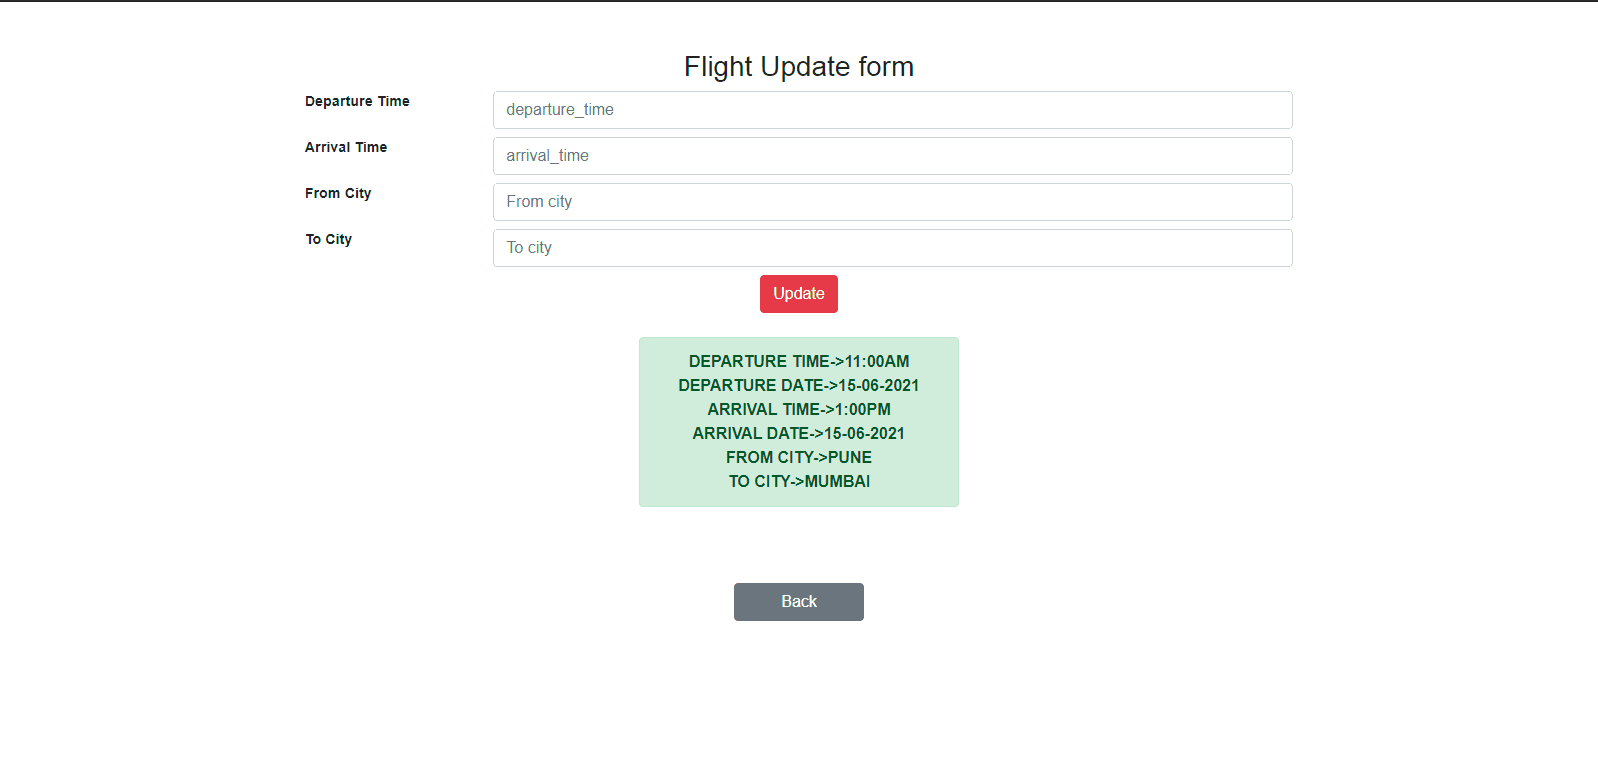 Flight Update form
Departure Time
departure_time
Arrival Time
arrival_time
From City
From city
To City
To city
Update
DEPARTURE TIME->11:00AM
DEPARTURE DATE->15-06-2021
ARRIVAL TIME->1:00PM
ARRIVAL DATE->15-06-2021
FROM CITY->PUNE
TO CITY->MUMBAI
Back